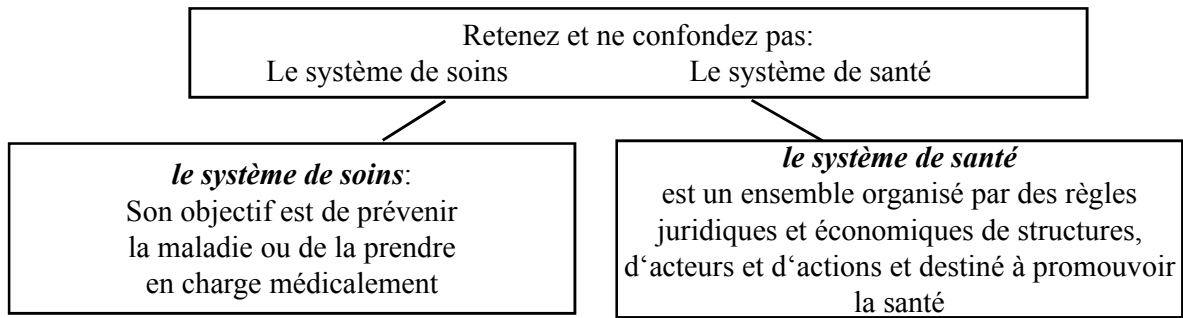 Retenez et ne confondez pas:
Le système de soins Le système de santé
le système de soins:
Son objectif est de prévenir
la maladie ou de la prendre
en charge médicalement
le système de santé
est un ensemble organisé par des règles
juridiques et économiques de structures,
d‘acteurs et d‘actions et destiné à promouvoir
la santé